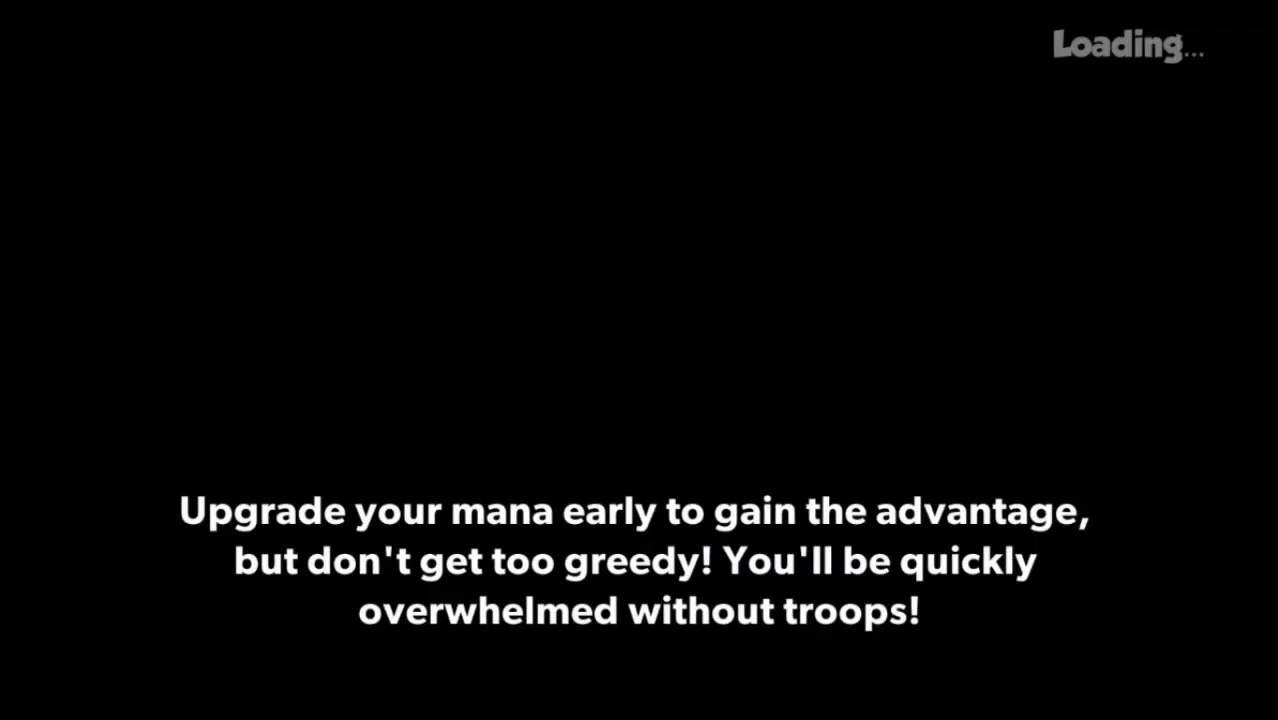 Loading...
Upgrade your mana early to gain the advantage,
but don't get too greedy! You'll be quickly
overwhelmed without troops!